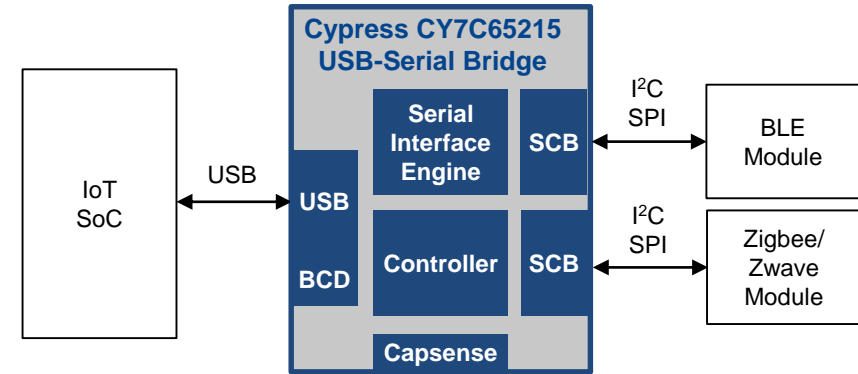 Cypress CY7C65215
USB-Serial Bridge
IoT
SoC
USB
USB
BCD
Serial
Interface
Engine
Controller
Capsense
SCB
SCB
I²C
SPI
I²C
SPI
BLE
Module
Zigbee/
Zwave
Module